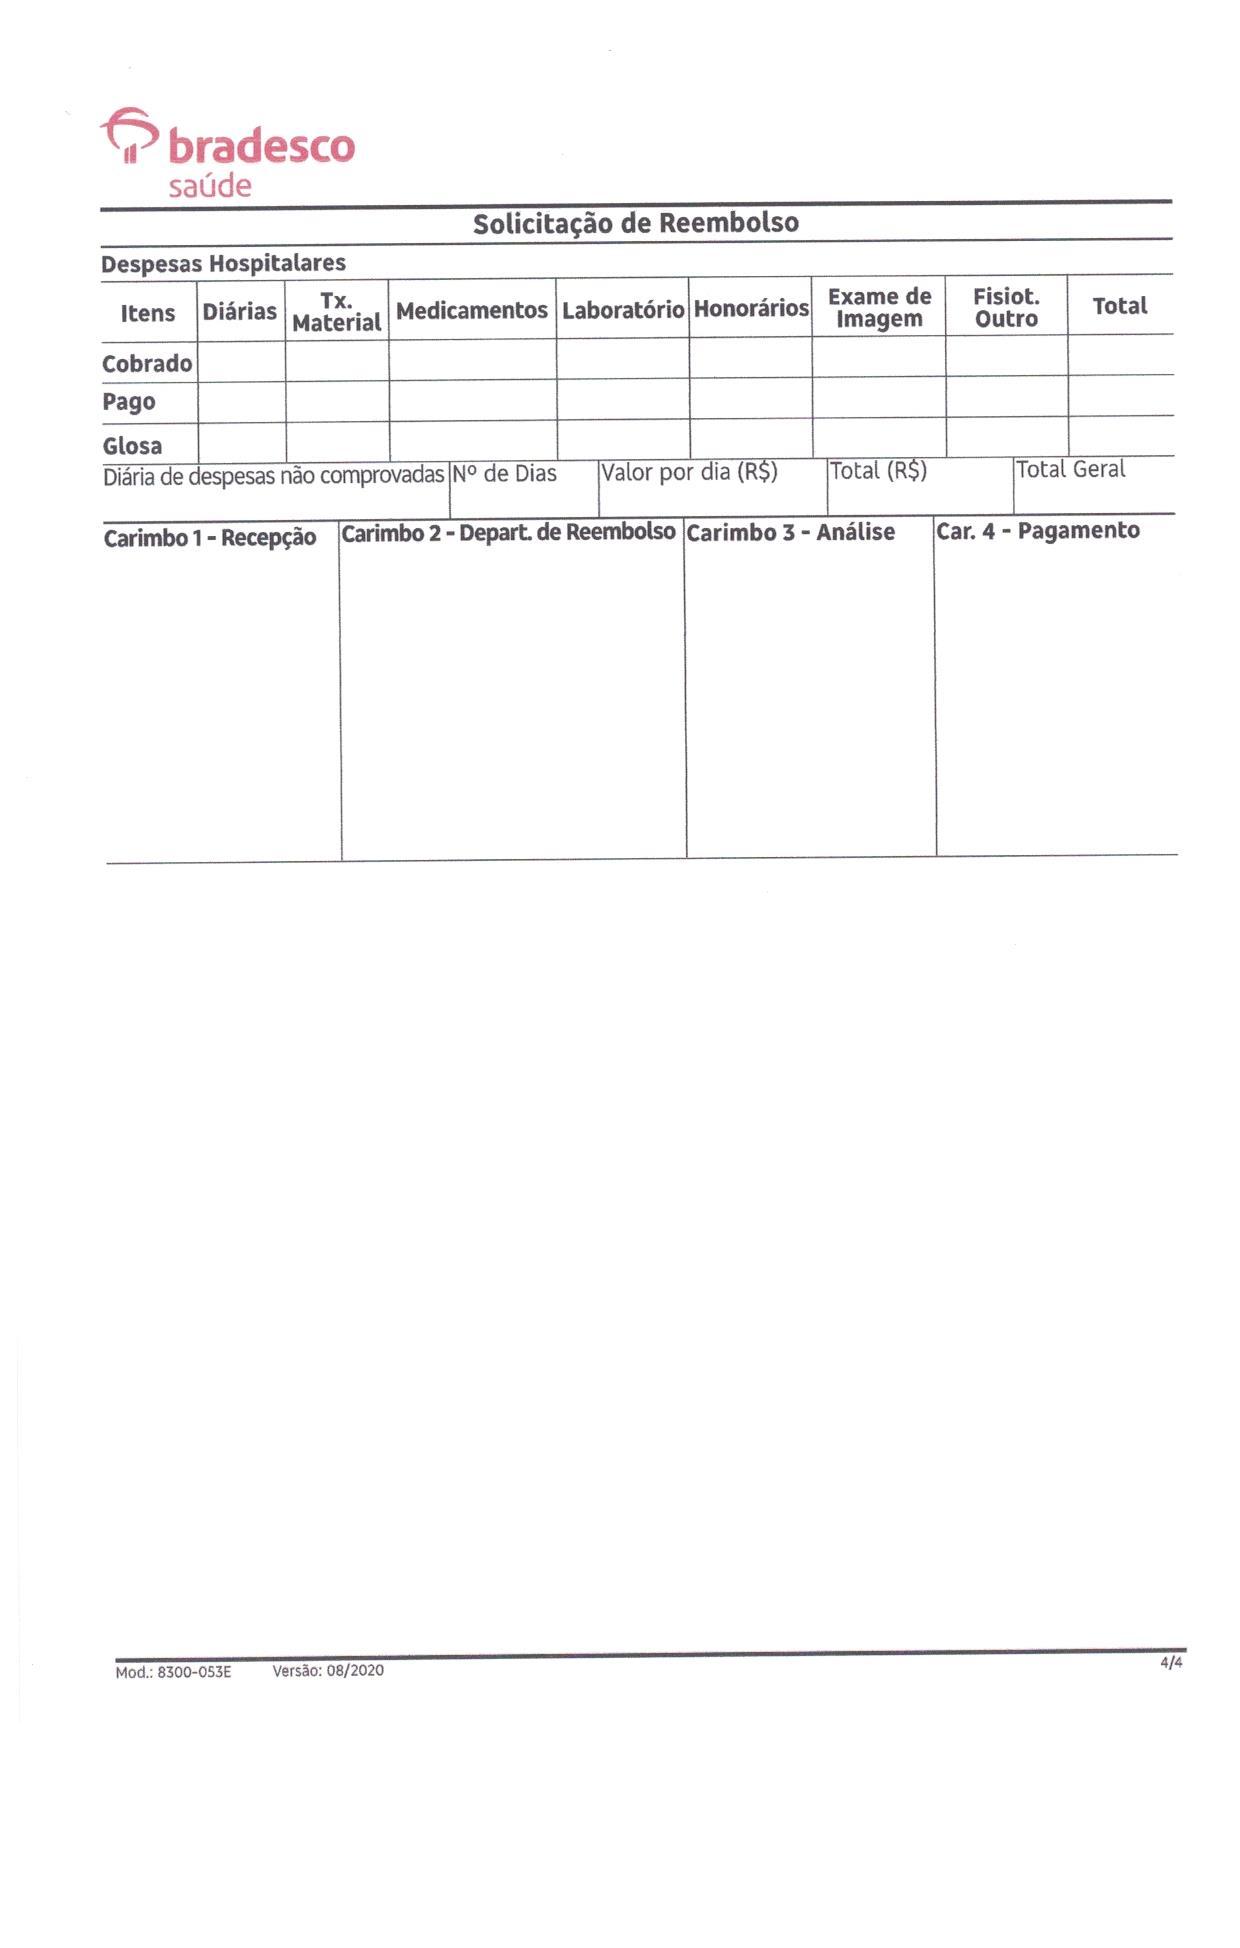 bradesco
saúde
Solicitação de Reembolso
Despesas Hospitalares
Itens Diárias Tx. Material Medicamentos Laboratório Honorários Exame de Imagem Fisiot. Outro Total
Cobrado
Pago
Glosa
Diária de despesas não comprovadas Nº de Dias Valor por dia (R$) Total (R$) Total Geral
Carimbo 1 - Recepção Carimbo 2 - Depart. de Reembolso Carimbo 3 - Análise Car. 4 - Pagamento
Mod.: 8300-053E Versão: 08/2020 4/4